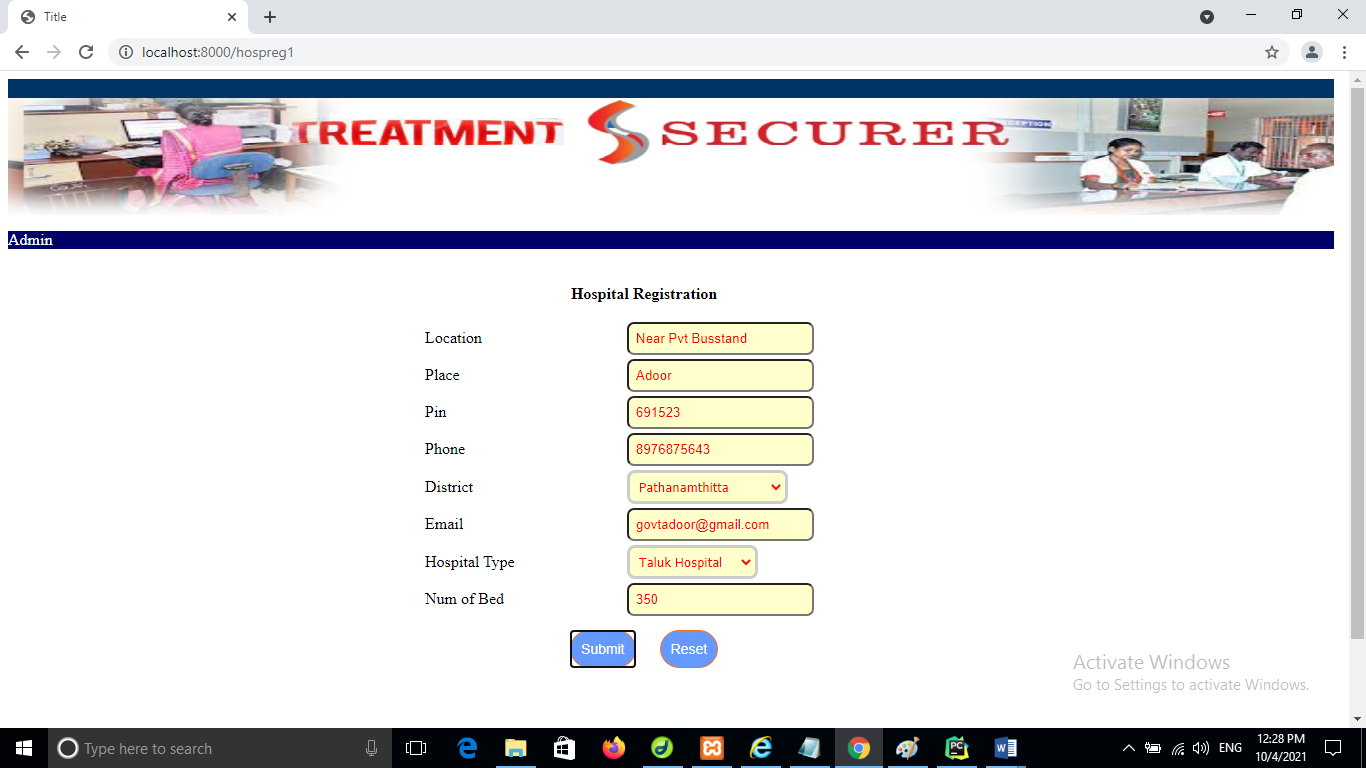 Title
localhost:8000/hospreg1
TREATMENT SECURER
RECEPTION
Admin
Hospital Registration
Location Near Pvt Busstand
Place Adoor
Pin 691523
Phone 8976875643
District Pathanamthitta
Email govtadoor@gmail.com
Hospital Type Taluk Hospital
Num of Bed 350
Submit Reset
Activate Windows
Go to Settings to activate Windows.
Type here to search
ENG
12:28 PM
10/4/2021